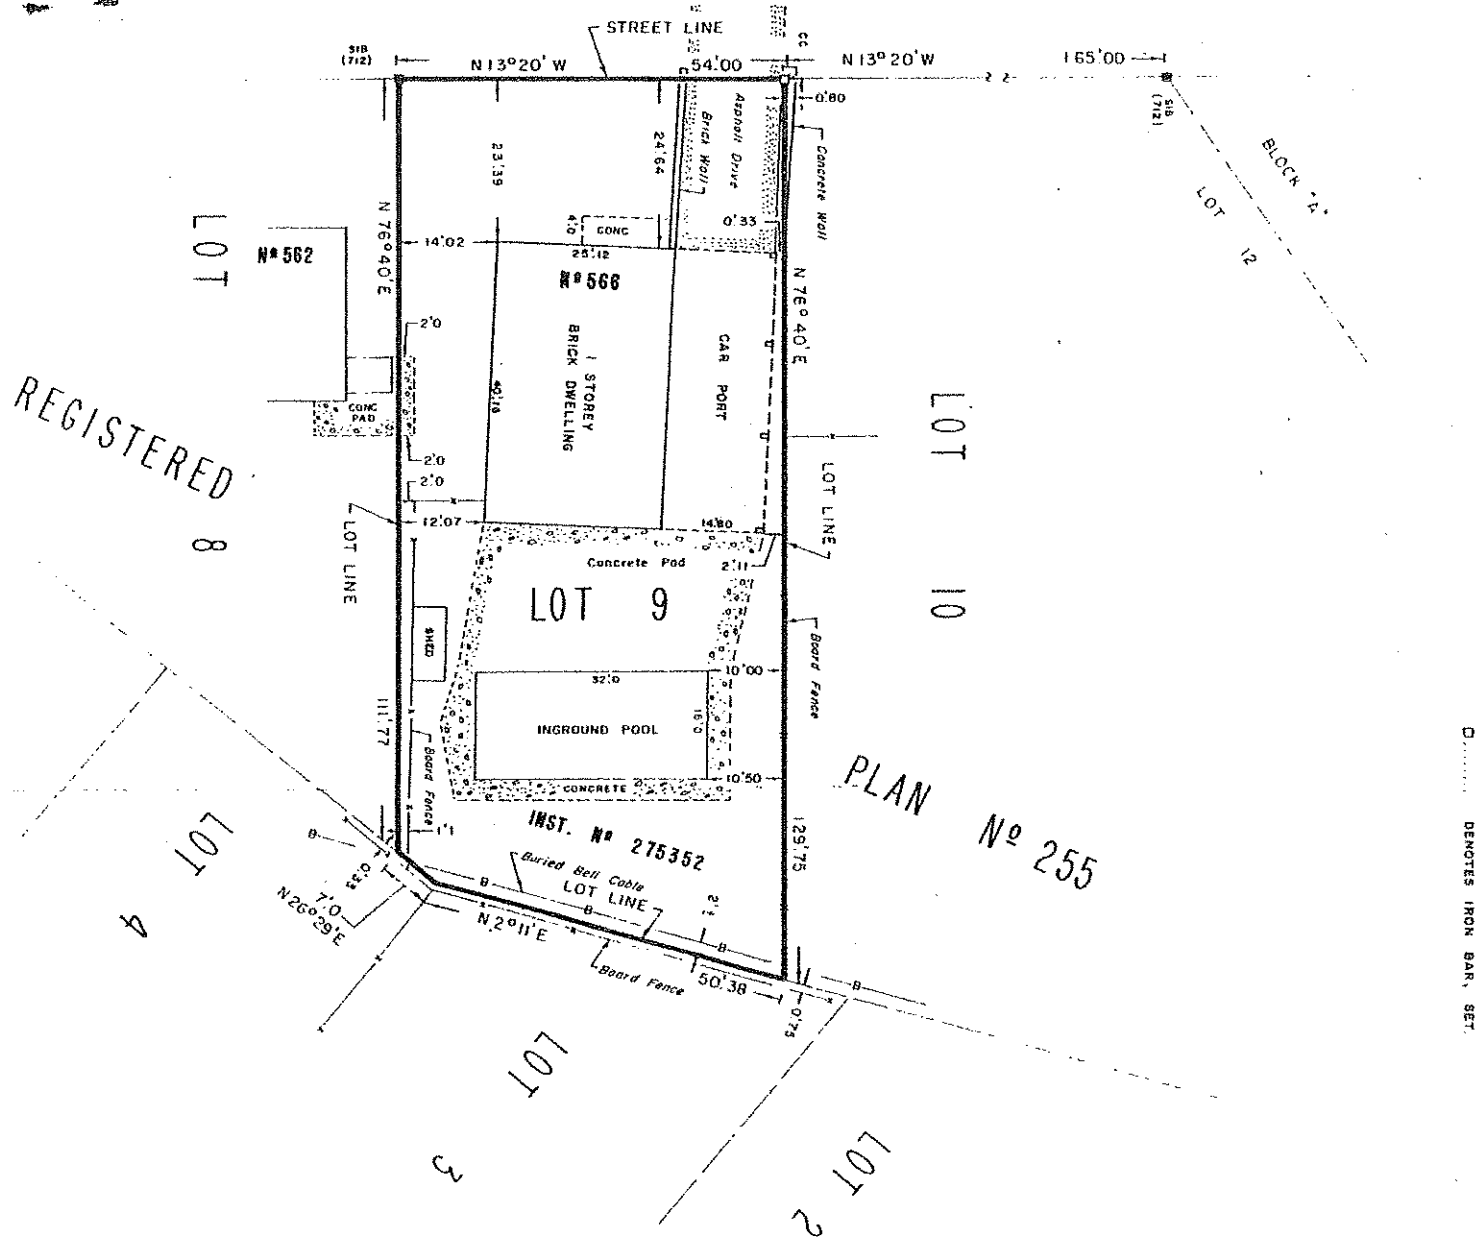 STREET LINE
SIB
(712)
N 13° 20' W
54.'00
CC
N 13° 20' W
165.'00
SIB
(712)
0.'80
Asphalt Drive
Brick Wall
Concrete Wall
BLOCK "A"
LOT 12
23.'39
24.'64
0.'33
4.'0
CONC
25.'12
14.'02
N 76° 40' E
N 76° 40' E
LOT
8
Nº 562
Nº 566
1 STOREY
BRICK DWELLING
CAR PORT
2.'0
CONC
PAD
2.'0
2.'0
12.'07
14.'80
2.'11
LOT LINE
LOT LINE
LOT
10
REGISTERED
Concrete Pad
LOT 9
SHED
10.'00
32.'0
16.'0
INGROUND POOL
10.'50
CONCRETE
Board Fence
Board Fence
111.'77
129.'75
PLAN Nº 255
INST. Nº 275352
Buried Bell Cable
LOT LINE
1.'1
B
0.'33
7.'0
N 26° 29' E
B
B
B
B
N 2° 11' E
Board Fence
50.'38
0.'75
LOT
4
LOT
3
LOT
2
DENOTES IRON BAR, SET.